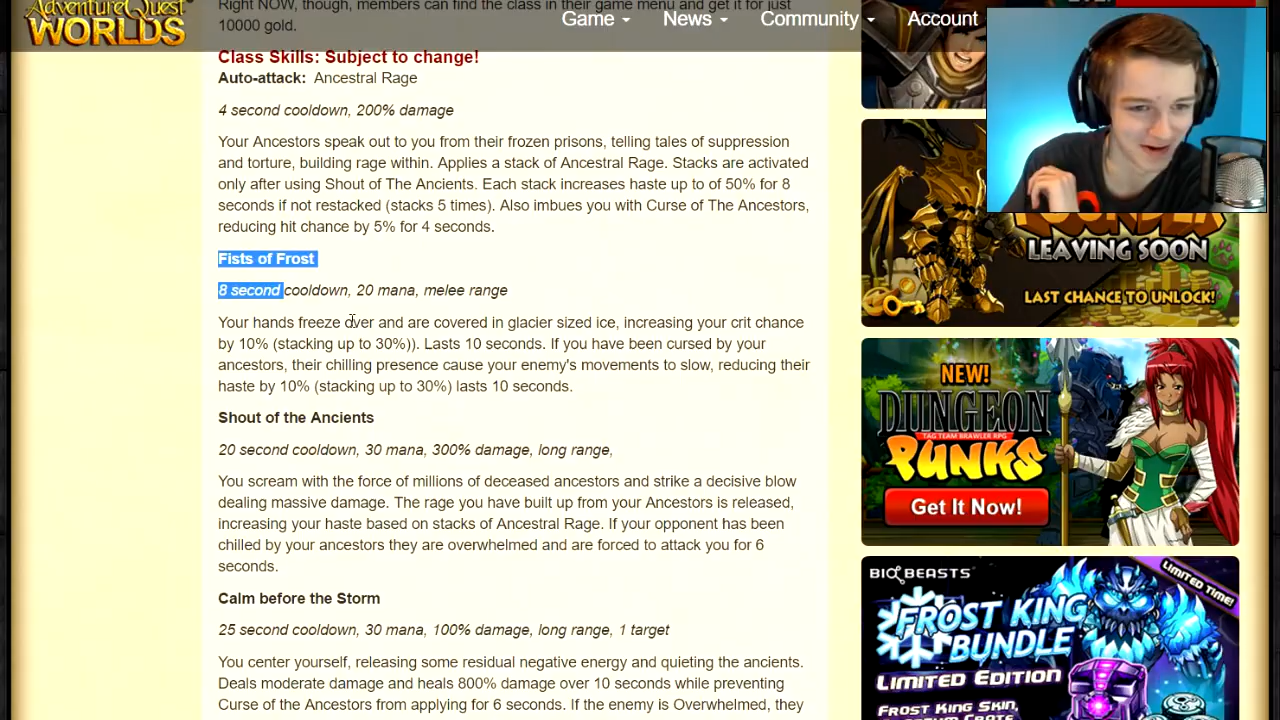 AdventureQuest
WORLDS
Game
News
Community
Account
Right NOW, though, members can find the class in their game menu and get it for just
10000 gold.
Class Skills: Subject to change!
Auto-attack: Ancestral Rage
4 second cooldown, 200% damage
Your Ancestors speak out to you from their frozen prisons, telling tales of suppression
and torture, building rage within. Applies a stack of Ancestral Rage. Stacks are activated
only after using Shout of The Ancients. Each stack increases haste up to of 50% for 8
seconds if not restacked (stacks 5 times). Also imbues you with Curse of The Ancestors,
reducing hit chance by 5% for 4 seconds.
Fists of Frost
8 second cooldown, 20 mana, melee range
Your hands freeze over and are covered in glacier sized ice, increasing your crit chance
by 10% (stacking up to 30%)). Lasts 10 seconds. If you have been cursed by your
ancestors, their chilling presence cause your enemy's movements to slow, reducing their
haste by 10% (stacking up to 30%) lasts 10 seconds.
Shout of the Ancients
20 second cooldown, 30 mana, 300% damage, long range,
You scream with the force of millions of deceased ancestors and strike a decisive blow
dealing massive damage. The rage you have built up from your Ancestors is released,
increasing your haste based on stacks of Ancestral Rage. If your opponent has been
chilled by your ancestors they are overwhelmed and are forced to attack you for 6
seconds.
Calm before the Storm
25 second cooldown, 30 mana, 100% damage, long range, 1 target
You center yourself, releasing some residual negative energy and quieting the ancients.
Deals moderate damage and heals 800% damage over 10 seconds while preventing
Curse of the Ancestors from applying for 6 seconds. If the enemy is Overwhelmed, they
LEAVING SOON
LAST CHANCE TO UNLOCK!
NEW!
DUNGEON
TAG TEAM BRAWLER RPG
PUNKS
Get It Now!
BIOBEASTS
LIMITED TIME!
FROST KING
BUNDLE
LIMITED EDITION
FROST KING SKIN,